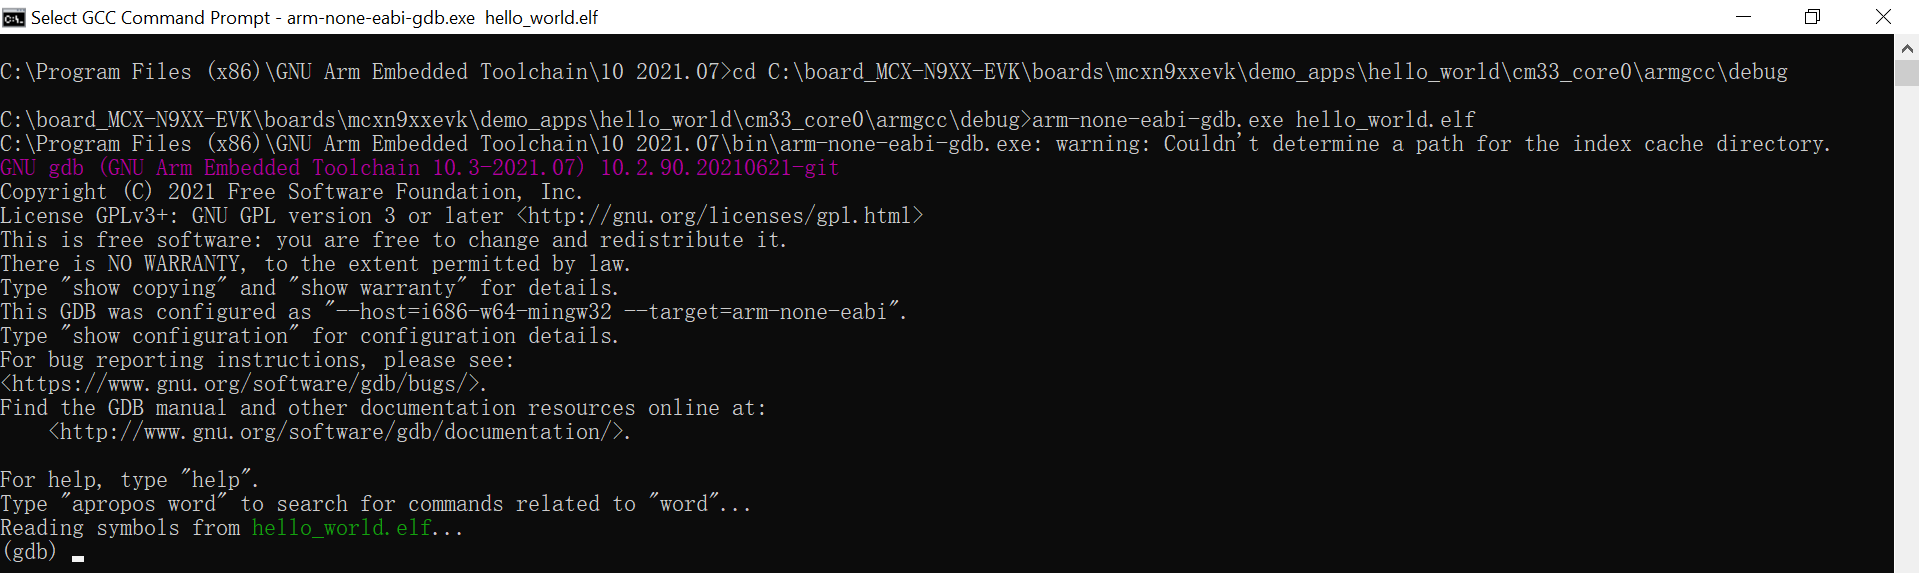 Select GCC Command Prompt - arm-none-eabi-gdb.exe  hello_world.elf
C:\Program Files (x86)\GNU Arm Embedded Toolchain\10 2021.07>cd C:\board_MCX-N9XX-EVK\boards\mcxn9xxevk\demo_apps\hello_world\cm33_core0\armgcc\debug
C:\board_MCX-N9XX-EVK\boards\mcxn9xxevk\demo_apps\hello_world\cm33_core0\armgcc\debug>arm-none-eabi-gdb.exe hello_world.elf
C:\Program Files (x86)\GNU Arm Embedded Toolchain\10 2021.07\bin\arm-none-eabi-gdb.exe: warning: Couldn't determine a path for the index cache directory.
GNU gdb (GNU Arm Embedded Toolchain 10.3-2021.07) 10.2.90.20210621-git
Copyright (C) 2021 Free Software Foundation, Inc.
License GPLv3+: GNU GPL version 3 or later <http://gnu.org/licenses/gpl.html>
This is free software: you are free to change and redistribute it.
There is NO WARRANTY, to the extent permitted by law.
Type "show copying" and "show warranty" for details.
This GDB was configured as "--host=i686-w64-mingw32 --target=arm-none-eabi".
Type "show configuration" for configuration details.
For bug reporting instructions, please see:
<https://www.gnu.org/software/gdb/bugs/>.
Find the GDB manual and other documentation resources online at:
    <http://www.gnu.org/software/gdb/documentation/>.
For help, type "help".
Type "apropos word" to search for commands related to "word"...
Reading symbols from hello_world.elf...
(gdb)